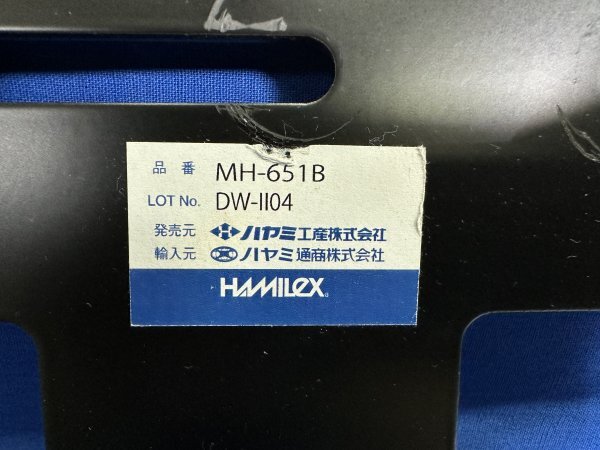 品番 MH-651B
LOT No. DW-II04
発売元 ハヤミ工産株式会社
輸入元 ハヤミ通商株式会社
HAMILeX